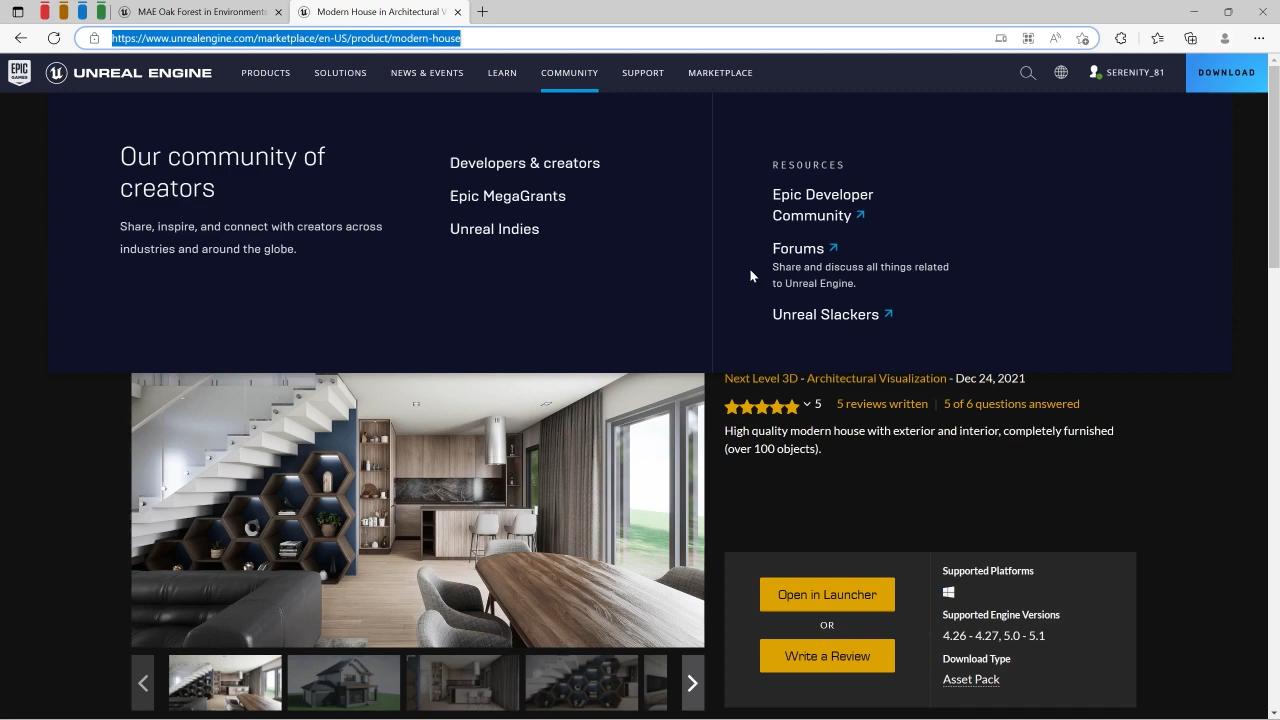 MAE Oak Forest in Environments
Modern House in Architectural V
https://www.unrealengine.com/marketplace/en-US/product/modern-house
EPIC GAMES
UNREAL ENGINE
PRODUCTS
SOLUTIONS
NEWS & EVENTS
LEARN
COMMUNITY
SUPPORT
MARKETPLACE
SERENITY_81
DOWNLOAD
Our community of
creators
Share, inspire, and connect with creators across
industries and around the globe.
Developers & creators
Epic MegaGrants
Unreal Indies
RESOURCES
Epic Developer
Community
Forums
Share and discuss all things related
to Unreal Engine.
Unreal Slackers
Next Level 3D - Architectural Visualization - Dec 24, 2021
5 5 reviews written | 5 of 6 questions answered
High quality modern house with exterior and interior, completely furnished
(over 100 objects).
Open in Launcher
OR
Write a Review
Supported Platforms
Supported Engine Versions
4.26 - 4.27, 5.0 - 5.1
Download Type
Asset Pack